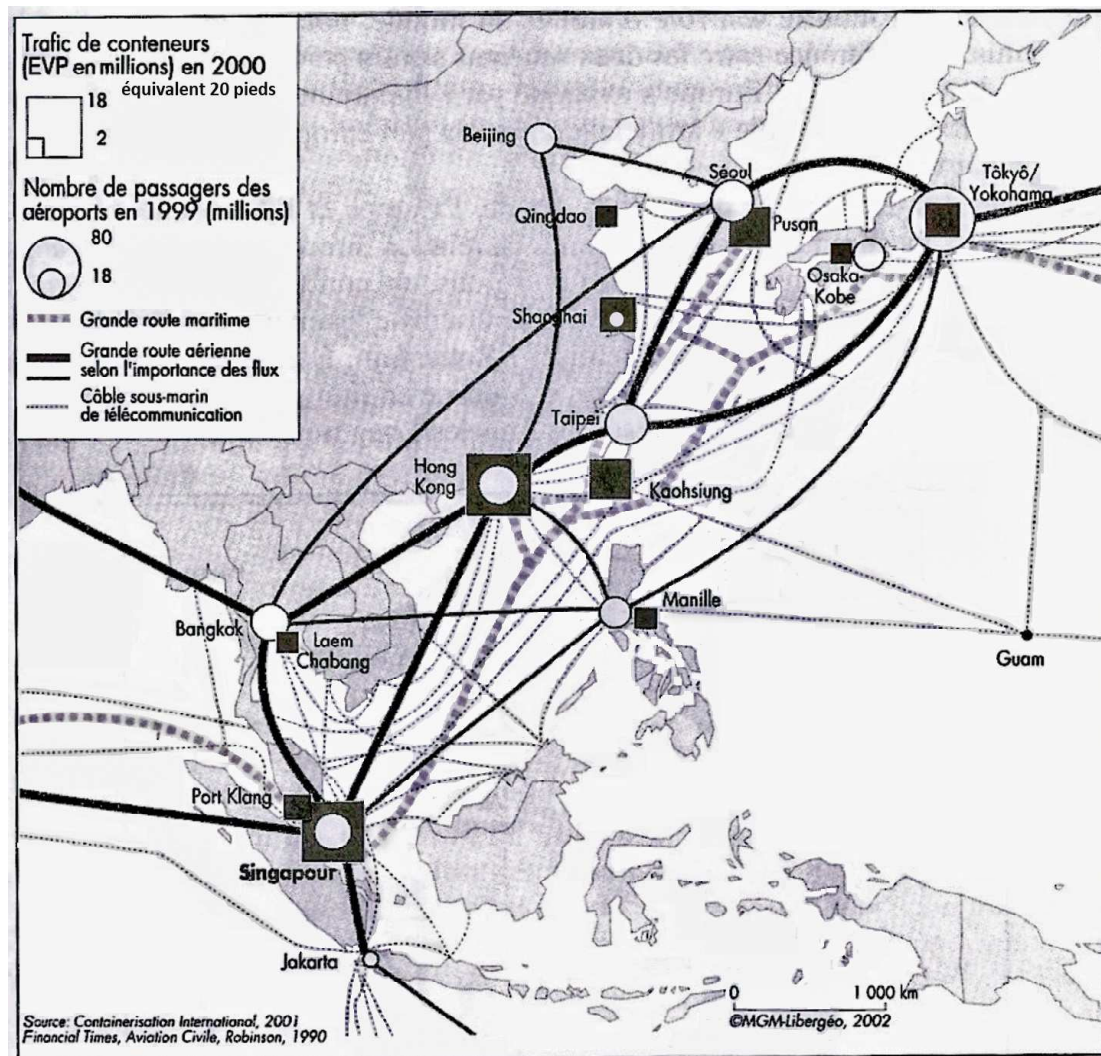 Trafic de conteneurs
(EVP en millions) en 2000
équivalent 20 pieds
18
2
Nombre de passagers des
aéroports en 1999 (millions)
80
18
Grande route maritime
Grande route aérienne
selon l'importance des flux
Câble sous-marin
de télécommunication
Beijing
Séoul
Tôkyô/
Yokohama
Qingdao
Pusan
Osaka-
Kobe
Shanghai
Taipei
Hong
Kong
Kaohsiung
Manille
Bangkok
Laem
Chabang
Guam
Port Klang
Singapour
Jakarta
0 1 000 km
©MGM-Libergéo, 2002
Source: Containerisation International, 2001
Financial Times, Aviation Civile, Robinson, 1990